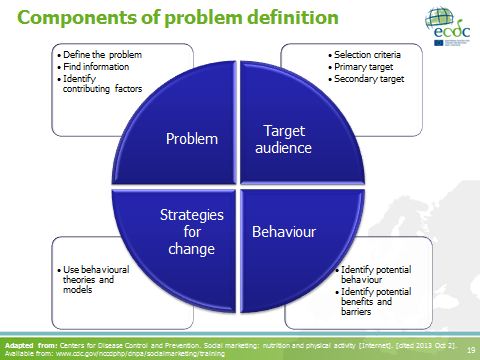 Components of problem definition
ecdc
• Define the problem
• Find information
• Identify
contributing factors
• Selection criteria
• Primary target
• Secondary target
Problem
Target
audience
Strategies
for
change
Behaviour
• Use behavioural
theories and
models
• Identify potential
behaviour
• Identify potential
benefits and
barriers
Adapted from: Centers for Disease Control and Prevention. Social marketing: nutrition and physical activity [Internet]. [cited 2013 Oct 2].
Available from: www.cdc.gov/nccdphp/dnpa/socialmarketing/training
19